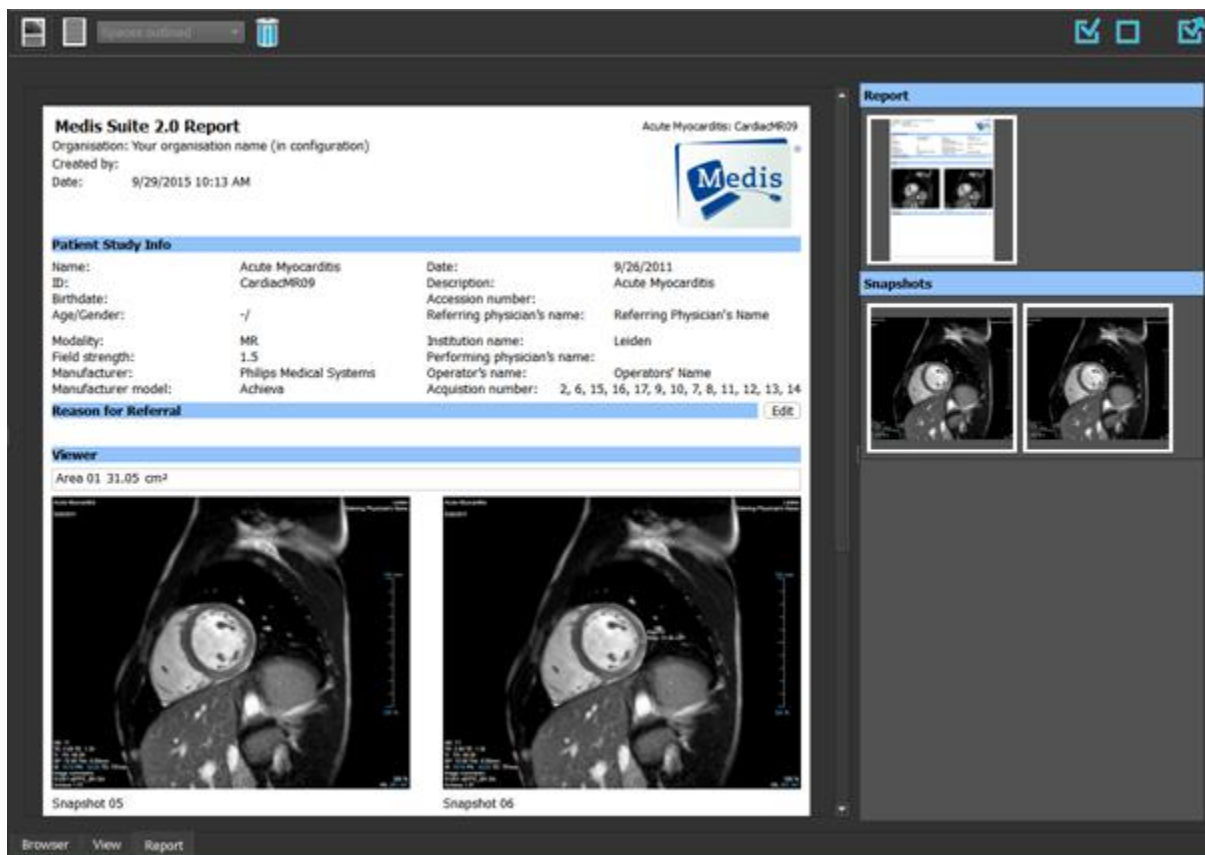 Spaces outlined
Medis Suite 2.0 Report
Acute Myocarditis: CardiacMR09
Organisation: Your organisation name (in configuration)
Created by:
Date: 9/29/2015 10:13 AM
Medis
®
Patient Study Info
Name: Acute Myocarditis Date: 9/26/2011
ID: CardiacMR09 Description: Acute Myocarditis
Birthdate: Accession number:
Age/Gender: -/ Referring physician's name: Referring Physician's Name
Modality: MR Institution name: Leiden
Field strength: 1.5 Performing physician's name:
Manufacturer: Philips Medical Systems Operator's name: Operators' Name
Manufacturer model: Achieva Acquistion number: 2, 6, 15, 16, 17, 9, 10, 7, 8, 11, 12, 13, 14
Reason for Referral Edit
Viewer
Area 01 31.05 cm²
Snapshot 05 Snapshot 06
Report
Snapshots
Browser View Report